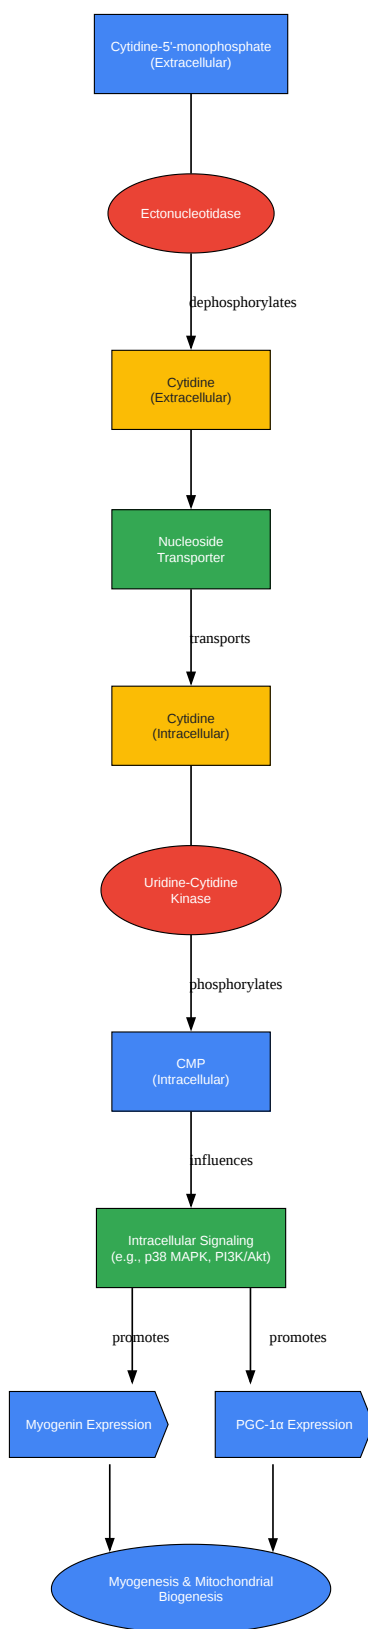 Cytidine-5'-monophosphate
(Extracellular)
Ectonucleotidase
dephosphorylates
Cytidine
(Extracellular)
Nucleoside
Transporter
transports
Cytidine
(Intracellular)
Uridine-Cytidine
Kinase
phosphorylates
CMP
(Intracellular)
influences
Intracellular Signaling
(e.g., p38 MAPK, PI3K/Akt)
promotes
promotes
Myogenin Expression
PGC-1α Expression
Myogenesis & Mitochondrial
Biogenesis